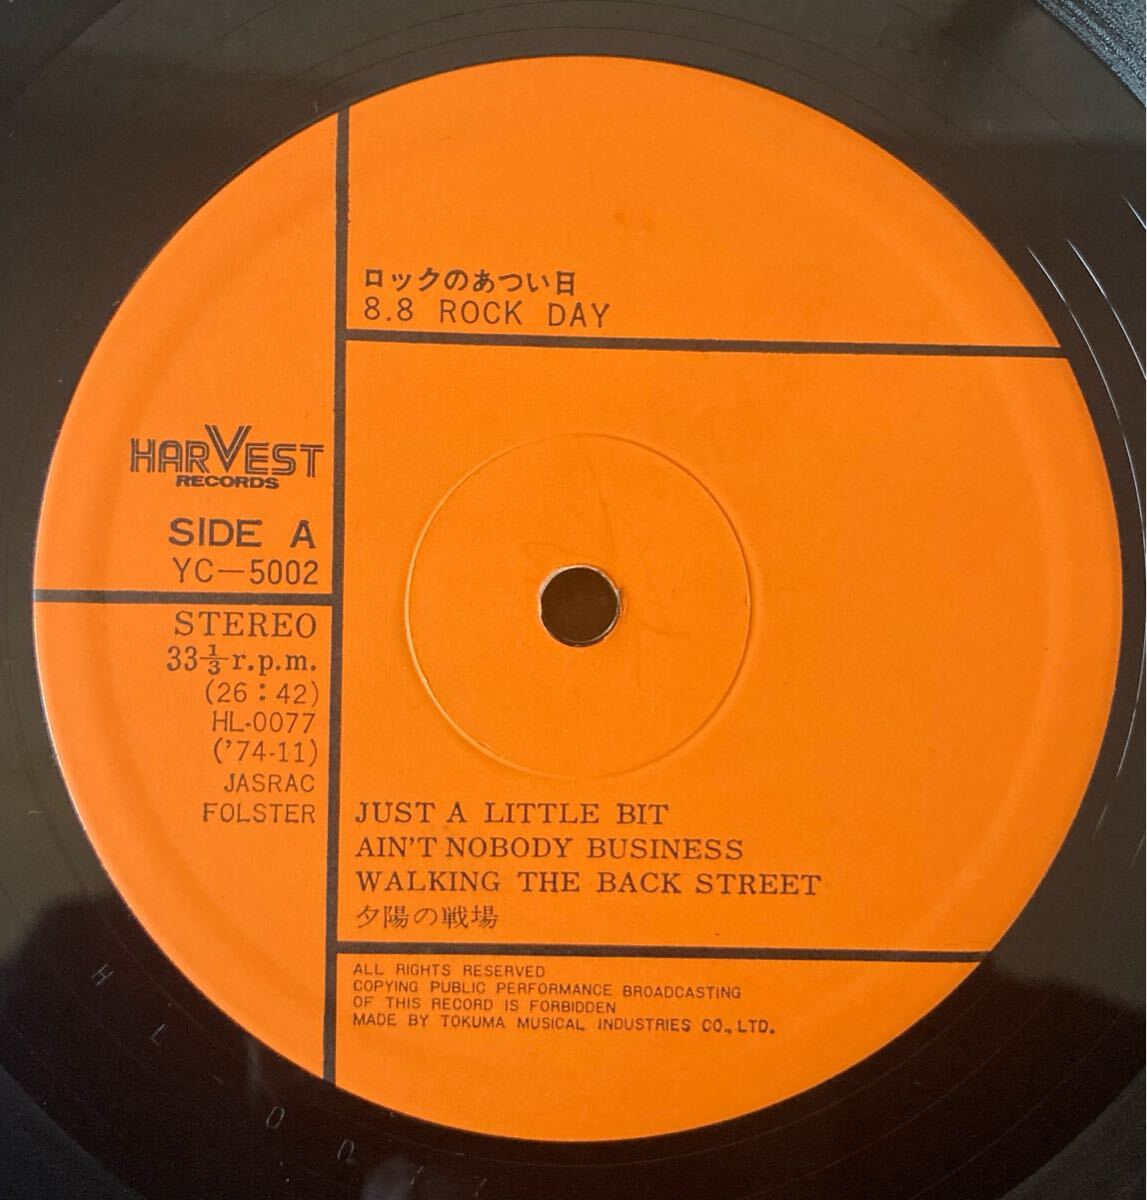 ロックのあつい日
8.8 ROCK DAY
HARVEST
RECORDS
SIDE A
YC-5002
STEREO
33⅓r.p.m.
(26:42)
HL-0077
('74-11)
JASRAC
FOLSTER
JUST A LITTLE BIT
AIN'T NOBODY BUSINESS
WALKING THE BACK STREET
夕陽の戦場
ALL RIGHTS RESERVED
COPYING PUBLIC PERFORMANCE BROADCASTING
OF THIS RECORD IS FORBIDDEN
MADE BY TOKUMA MUSICAL INDUSTRIES CO., LTD.